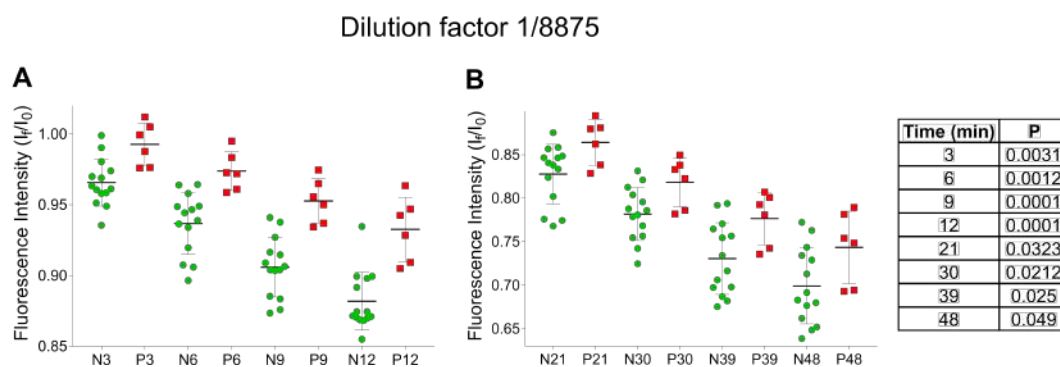 Dilution factor 1/8875
A
Fluorescence Intensity (If/I0)
1.00
0.95
0.90
0.85
N3 P3 N6 P6 N9 P9 N12 P12
B
Fluorescence Intensity (If/I0)
0.85
0.80
0.75
0.70
0.65
N21 P21 N30 P30 N39 P39 N48 P48
Time (min) P
3 0.0031
6 0.0012
9 0.0001
12 0.0001
21 0.0323
30 0.0212
39 0.025
48 0.049